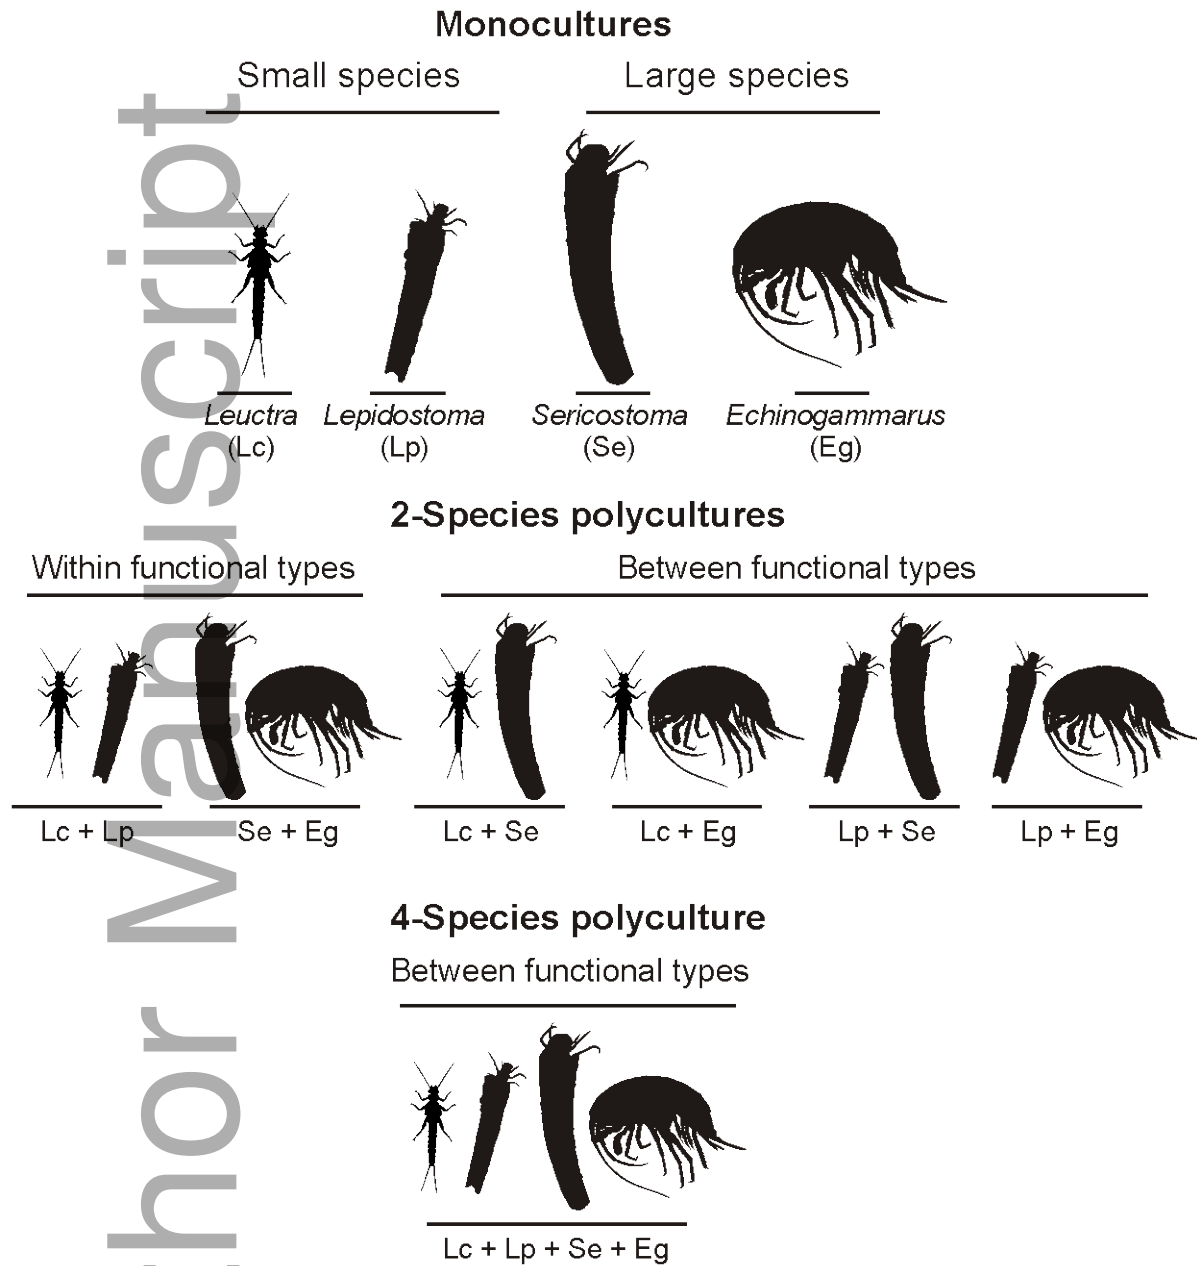 Monocultures
Small species
Large species
Leuctra
(Lc)
Lepidostoma
(Lp)
Sericostoma
(Se)
Echinogammarus
(Eg)
2-Species polycultures
Within functional types
Between functional types
Lc + Lp
Se + Eg
Lc + Se
Lc + Eg
Lp + Se
Lp + Eg
4-Species polyculture
Between functional types
Lc + Lp + Se + Eg
hor Manuscript